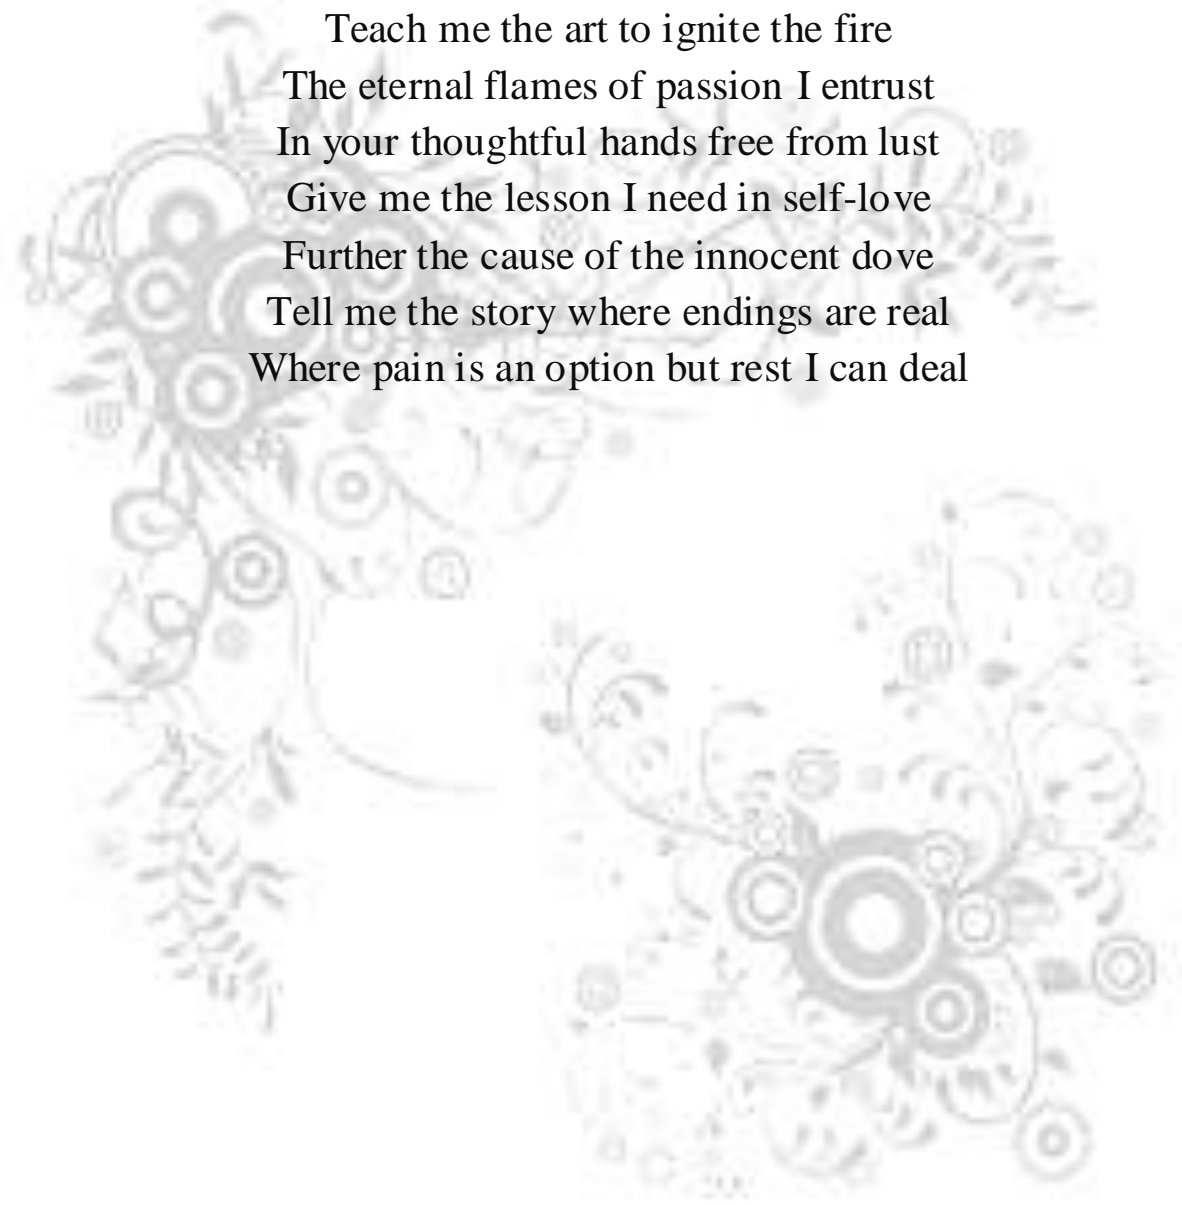 Teach me the art to ignite the fire
The eternal flames of passion I entrust
In your thoughtful hands free from lust
Give me the lesson I need in self-love
Further the cause of the innocent dove
Tell me the story where endings are real
Where pain is an option but rest I can deal